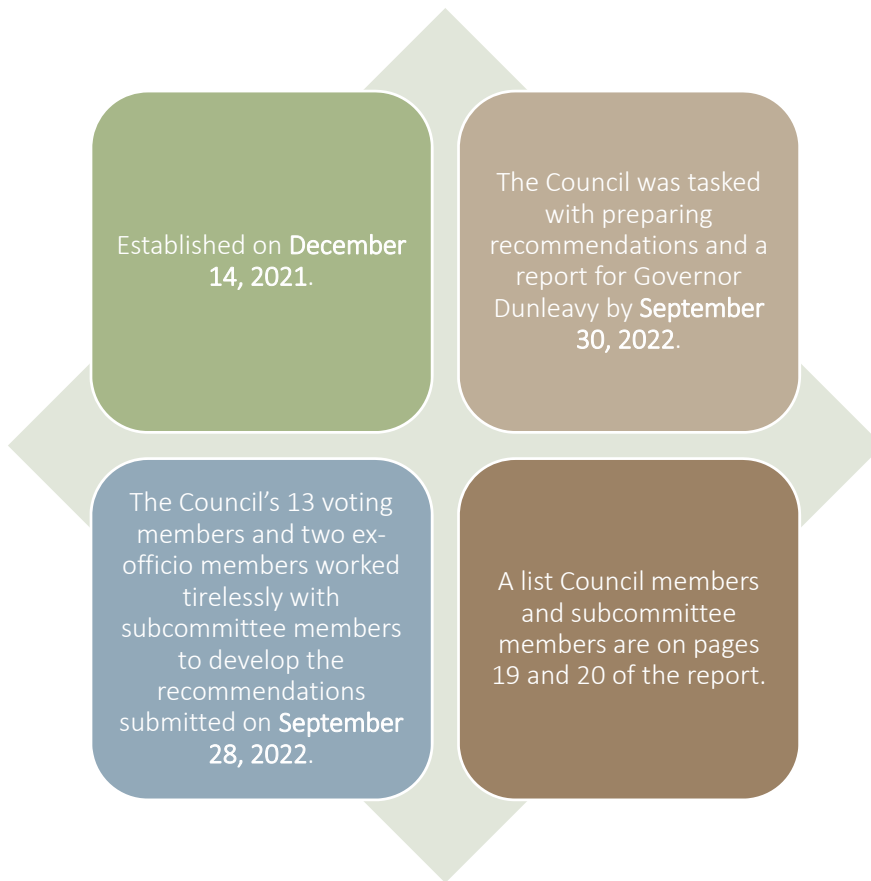 Established on December
14, 2021.
The Council was tasked
with preparing
recommendations and a
report for Governor
Dunleavy by September
30, 2022.
The Council’s 13 voting
members and two ex-
officio members worked
tirelessly with
subcommittee members
to develop the
recommendations
submitted on September
28, 2022.
A list Council members
and subcommittee
members are on pages
19 and 20 of the report.